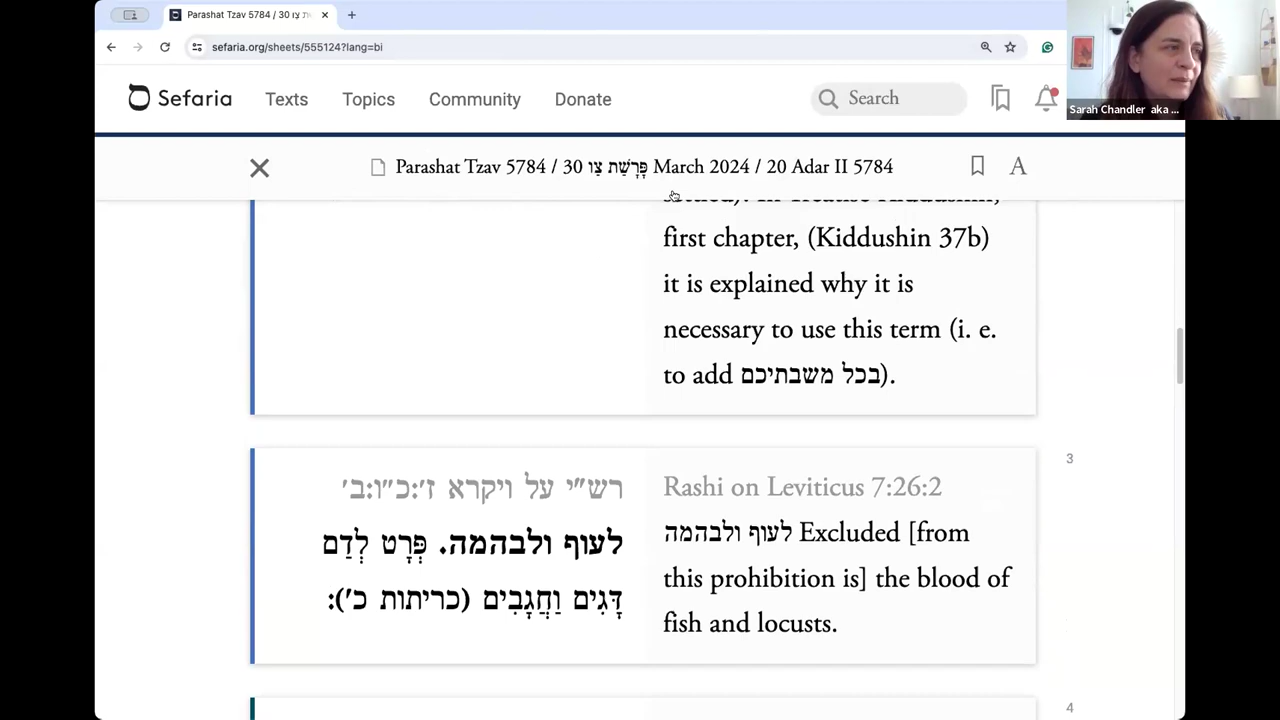 Parashat Tzav 5784 / 30 פָּרָשַׁת צַו
sefaria.org/sheets/555124?lang=bi
Sefaria
Texts
Topics
Community
Donate
Search
Sarah Chandler aka ...
Parashat Tzav 5784 / 30 פָּרָשַׁת צַו March 2024 / 20 Adar II 5784
A
first chapter, (Kiddushin 37b)
it is explained why it is
necessary to use this term (i. e.
to add בכל משבתיכם).
3
רש״י על ויקרא ז׳:כ״ו:ב׳
לעוף ולבהמה. פְּרָט לְדַם
דָּגִים וַחֲגָבִים (כריתות כ'):
Rashi on Leviticus 7:26:2
לעוף ולבהמה Excluded [from
this prohibition is] the blood of
fish and locusts.
4